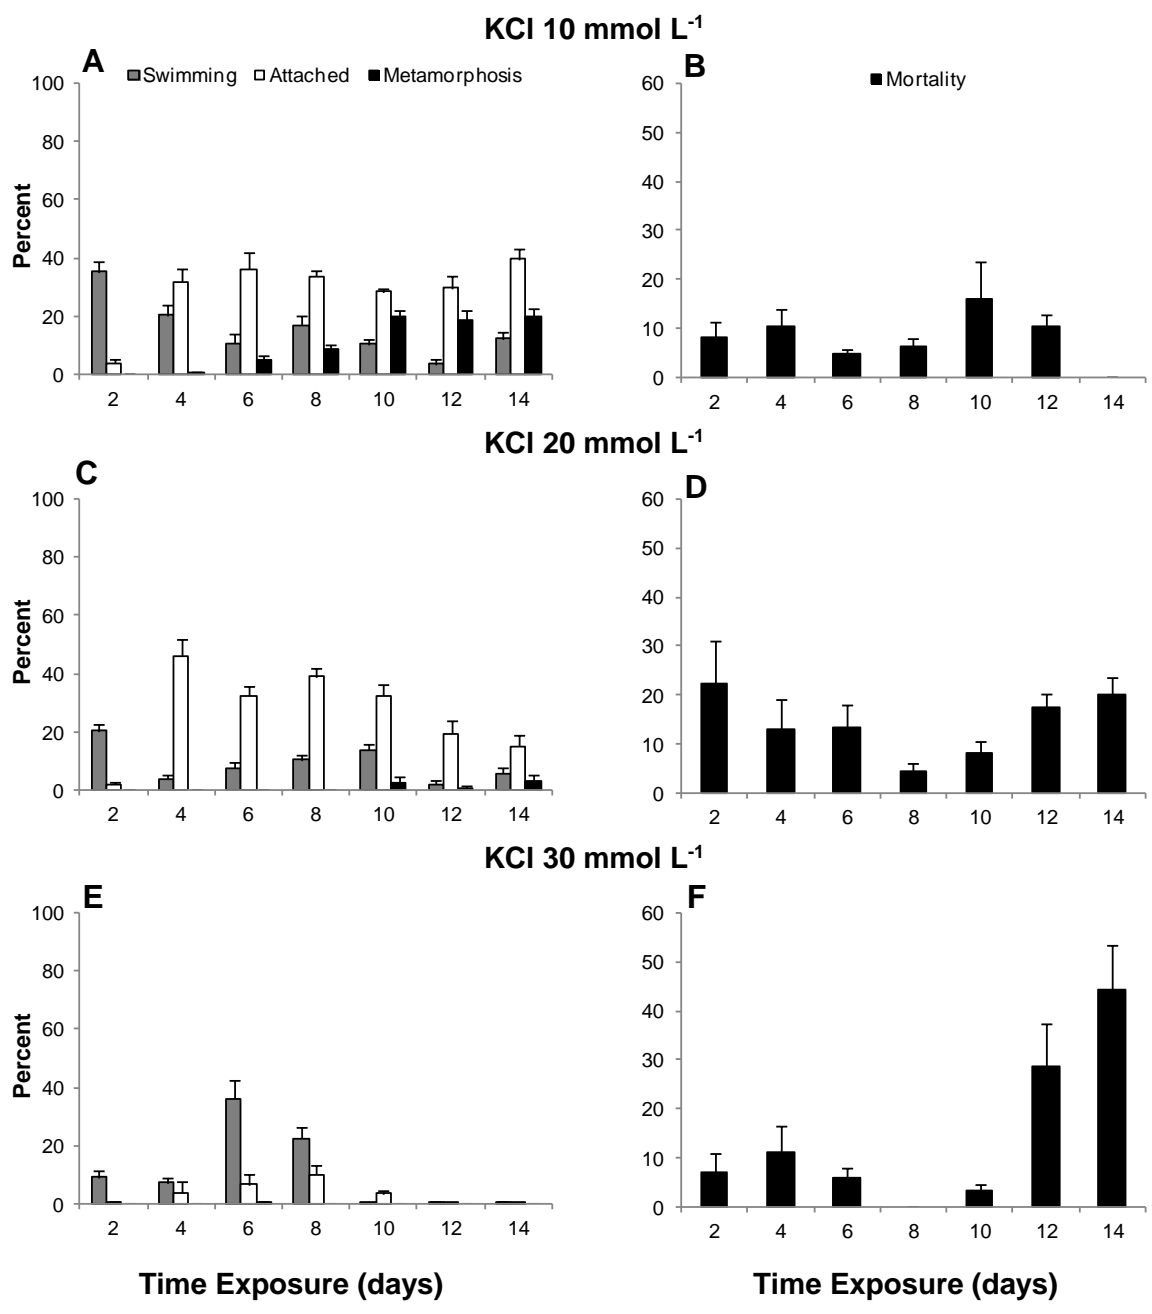 KCl 10 mmol L-1
A
Swimming Attached Metamorphosis
100
80
60
40
20
0
Percent
2 4 6 8 10 12 14
B
Mortality
60
50
40
30
20
10
0
2 4 6 8 10 12 14
KCl 20 mmol L-1
C
100
80
60
40
20
0
Percent
2 4 6 8 10 12 14
D
60
50
40
30
20
10
0
2 4 6 8 10 12 14
KCl 30 mmol L-1
E
100
80
60
40
20
0
Percent
2 4 6 8 10 12 14
Time Exposure (days)
F
60
50
40
30
20
10
0
2 4 6 8 10 12 14
Time Exposure (days)